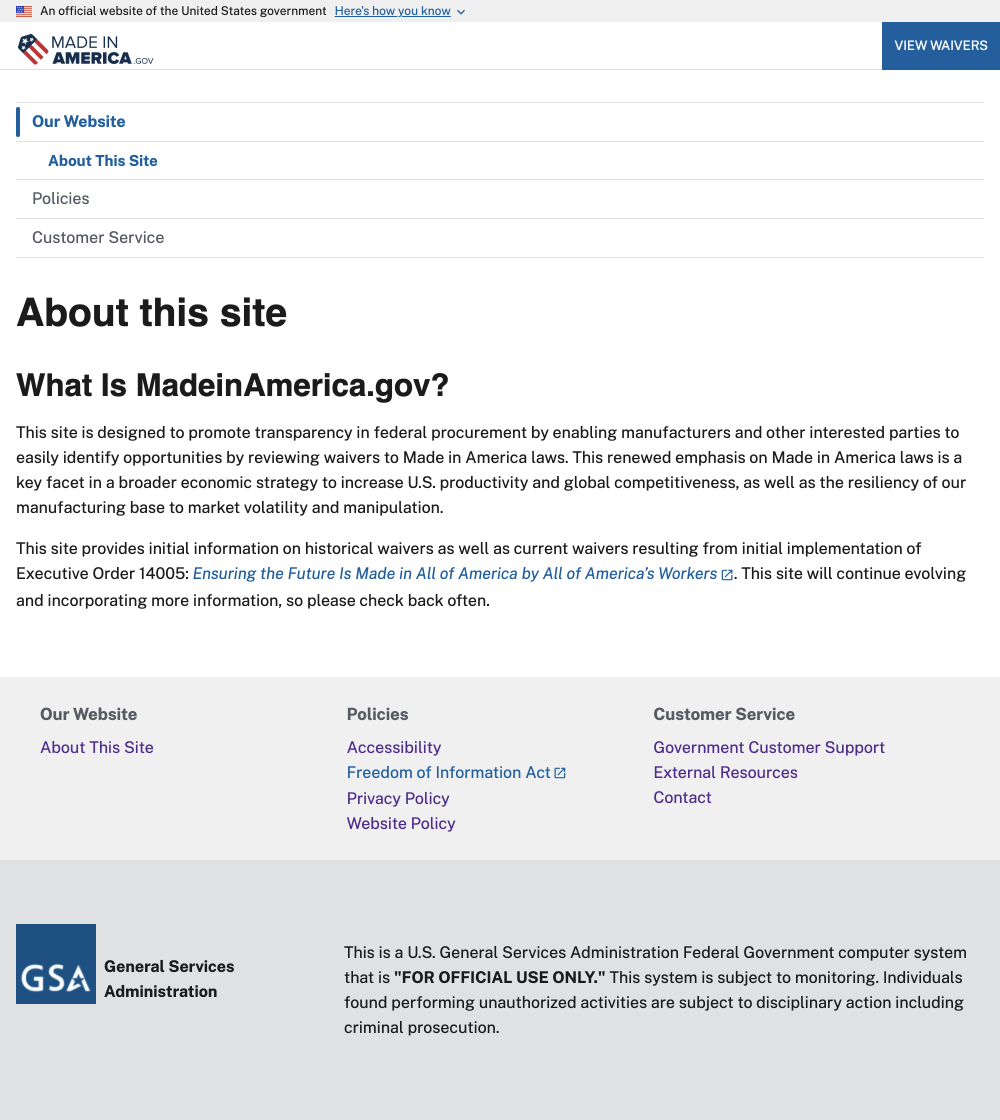 An official website of the United States government Here's how you know
MADE IN
AMERICA.GOV
VIEW WAIVERS
Our Website
About This Site
Policies
Customer Service
About this site
What Is MadeinAmerica.gov?
This site is designed to promote transparency in federal procurement by enabling manufacturers and other interested parties to
easily identify opportunities by reviewing waivers to Made in America laws. This renewed emphasis on Made in America laws is a
key facet in a broader economic strategy to increase U.S. productivity and global competitiveness, as well as the resiliency of our
manufacturing base to market volatility and manipulation.
This site provides initial information on historical waivers as well as current waivers resulting from initial implementation of
Executive Order 14005: Ensuring the Future Is Made in All of America by All of America’s Workers. This site will continue evolving
and incorporating more information, so please check back often.
Our Website
About This Site
Policies
Accessibility
Freedom of Information Act
Privacy Policy
Website Policy
Customer Service
Government Customer Support
External Resources
Contact
GSA
General Services
Administration
This is a U.S. General Services Administration Federal Government computer system
that is "FOR OFFICIAL USE ONLY." This system is subject to monitoring. Individuals
found performing unauthorized activities are subject to disciplinary action including
criminal prosecution.